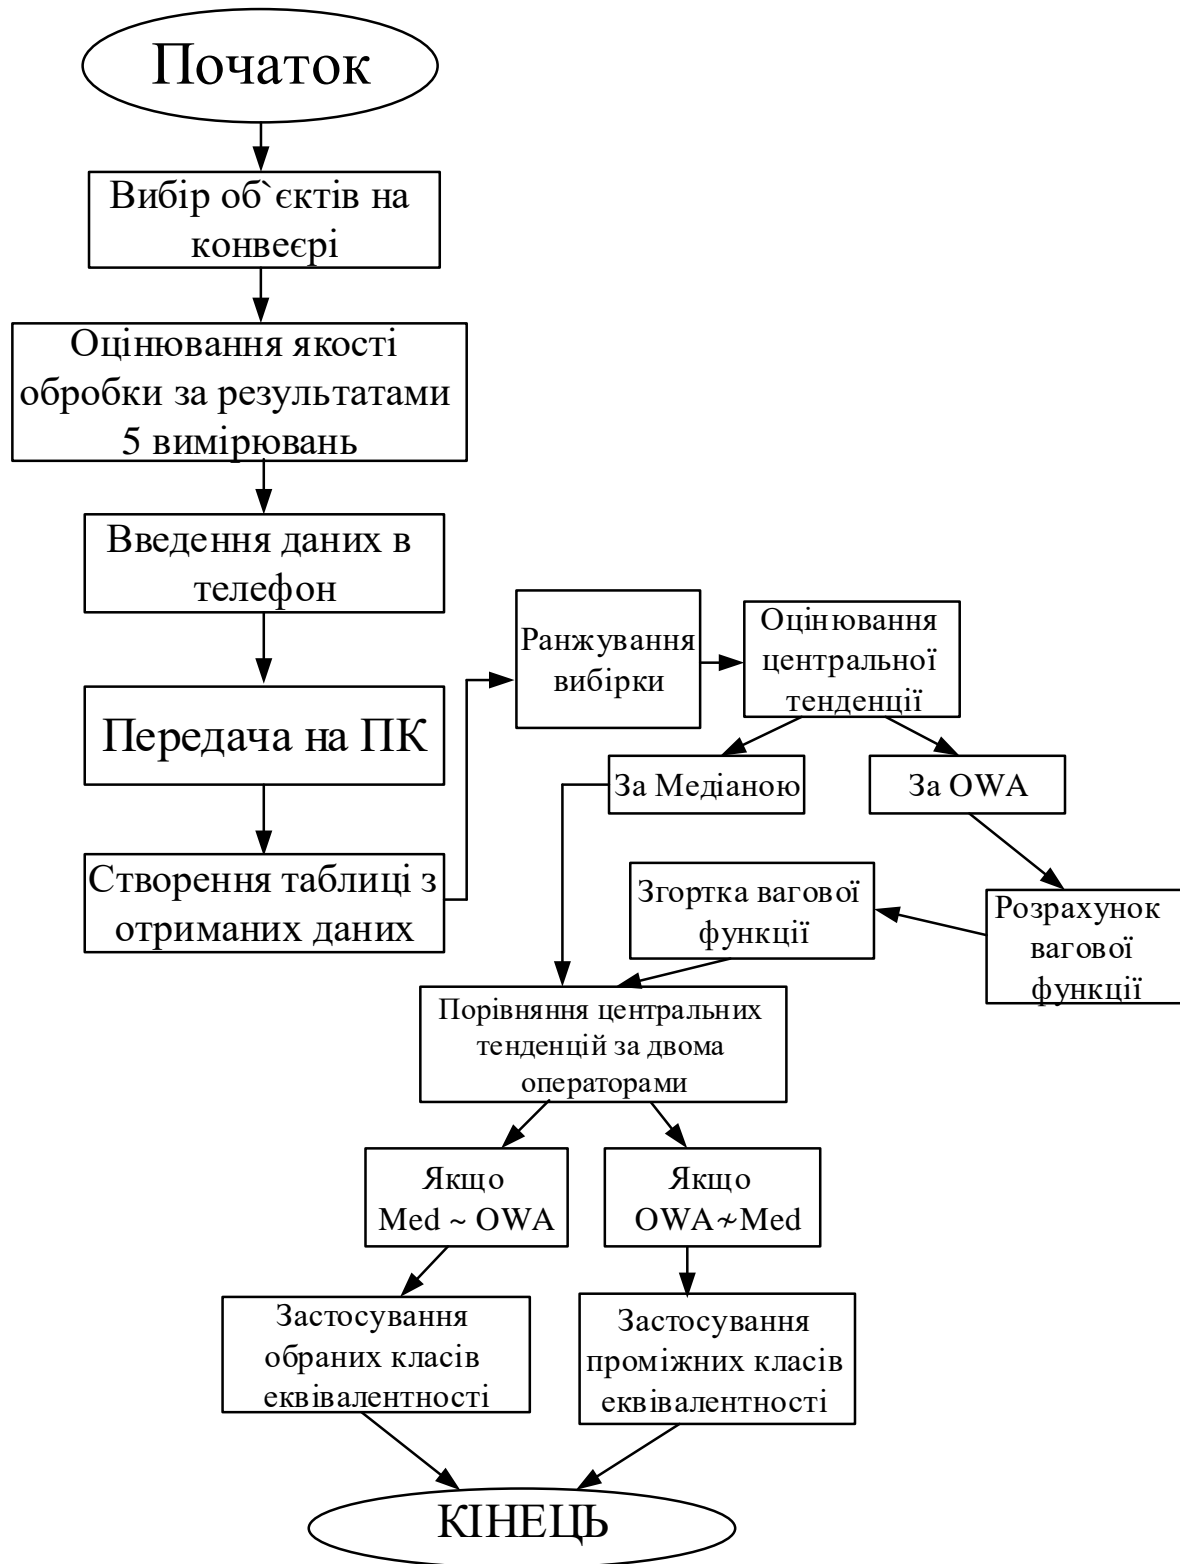 Початок
Вибір об`єктів на
конвеєрі
Оцінювання якості
обробки за результатами
5 вимірювань
Введення даних в
телефон
Передача на ПК
Створення таблиці з
отриманих даних
Ранжування
вибірки
Оцінювання
центральної
тенденції
За Медіаною
За OWA
Розрахунок
вагової
функції
Згортка вагової
функції
Порівняння центральних
тенденцій за двома
операторами
Якщо
Med ~ OWA
Якщо
OWA≁Med
Застосування
обраних класів
еквівалентності
Застосування
проміжних класів
еквівалентності
КІНЕЦЬ